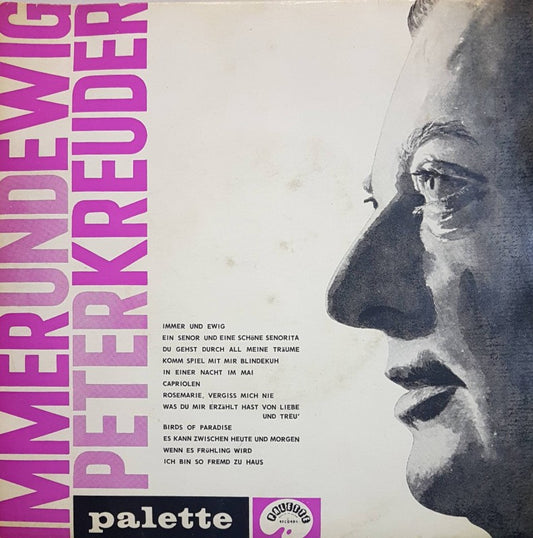 IMMERUNDEWIG
PETERKREUDER
IMMER UND EWIG
EIN SENOR UND EINE SCHÖNE SENORITA
DU GEHST DURCH ALL MEINE TRÄUME
KOMM SPIEL MIT MIR BLINDEKUH
IN EINER NACHT IM MAI
CAPRIOLEN
ROSEMARIE, VERGISS MICH NIE
WAS DU MIR ERZÄHLT HAST VON LIEBE
UND TREU'
BIRDS OF PARADISE
ES KANN ZWISCHEN HEUTE UND MORGEN
WENN ES FRÜHLING WIRD
ICH BIN SO FREMD ZU HAUS
palette
PALETTE
RECORDS